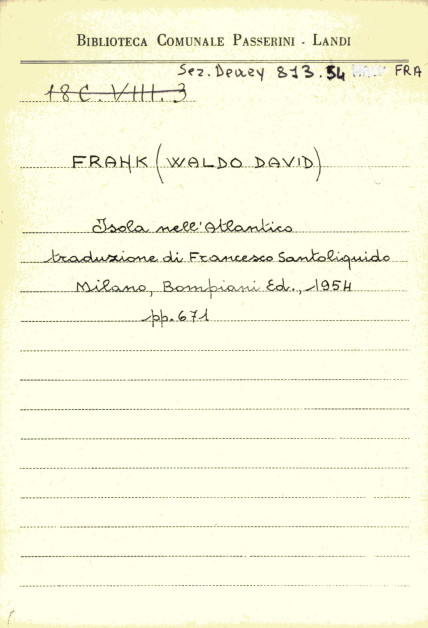 BIBLIOTECA COMUNALE PASSERINI - LANDI
Sez. Dewey 813.54 FRA
18C.VIII.3
FRANK (WALDO DAVID)
Isola nell'Atlantico
traduzione di Francesco Santoliquido
Milano, Bompiani Ed., 1954
pp. 671